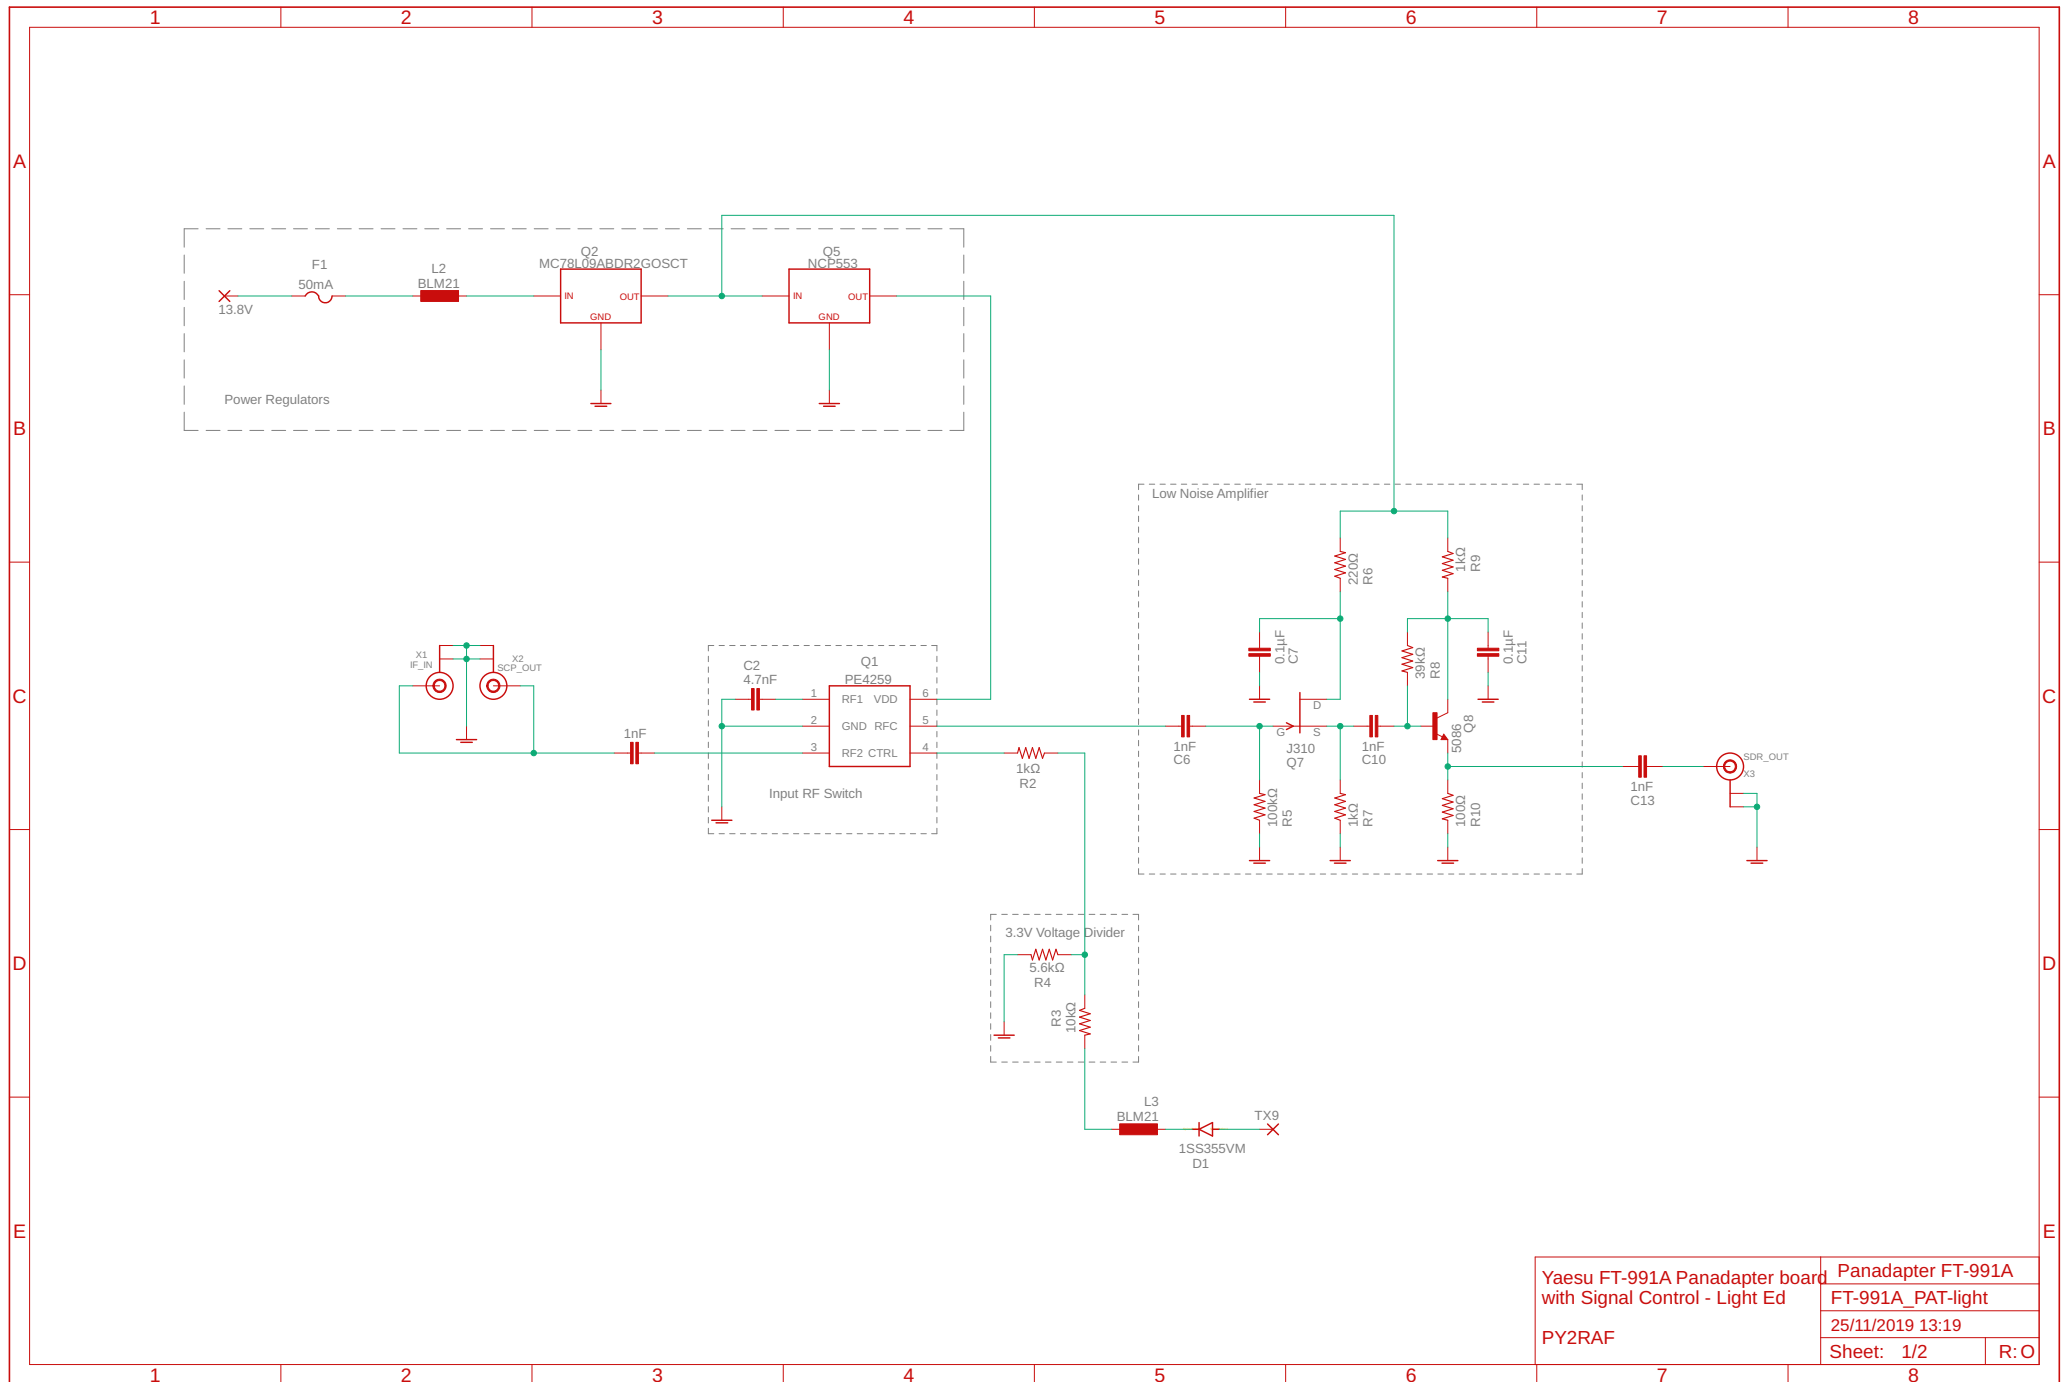 1 2 3 4 5 6 7 8
A A
Q2
MC78L09ABDR2GOSCT
Q5
NCP553
F1
50mA
L2
BLM21
IN OUT
GND
IN OUT
GND
13.8V
Power Regulators
B B
Low Noise Amplifier
220Ω
R6
1kΩ
R9
0.1µF
C7
39kΩ
R8
0.1µF
C11
X1
IF_IN
X2
SCP_OUT
C C
C2
4.7nF
Q1
PE4259
1 RF1 VDD 6
2 GND RFC 5
3 RF2 CTRL 4
1nF
Input RF Switch
1kΩ
R2
1nF
C6
G D S
J310
Q7
1nF
C10
5086
Q8
100kΩ
R5
1kΩ
R7
100Ω
R10
1nF
C13
SDR_OUT
X3
3.3V Voltage Divider
5.6kΩ
R4
R3
10kΩ
D D
L3
BLM21
TX9
1SS355VM
D1
E E
Yaesu FT-991A Panadapter board
with Signal Control - Light Ed
PY2RAF
Panadapter FT-991A
FT-991A_PAT-light
25/11/2019 13:19
Sheet: 1/2 R: O
1 2 3 4 5 6 7 8